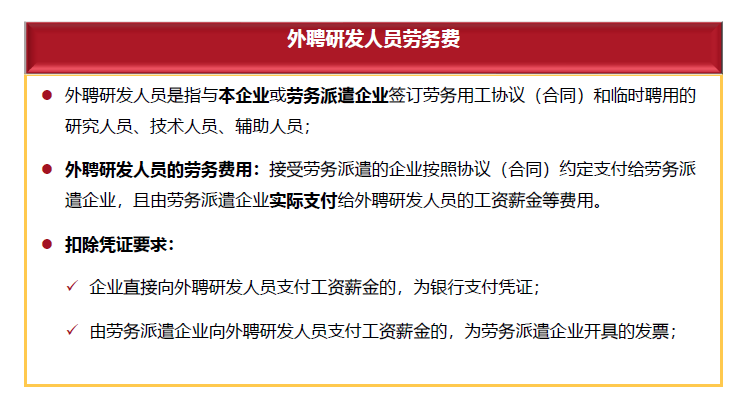 外聘研发人员劳务费
外聘研发人员是指与本企业或劳务派遣企业签订劳务用工协议（合同）和临时聘用的
研究人员、技术人员、辅助人员；
外聘研发人员的劳务费用：接受劳务派遣的企业按照协议（合同）约定支付给劳务派
遣企业，且由劳务派遣企业实际支付给外聘研发人员的工资薪金等费用。
扣除凭证要求：
企业直接向外聘研发人员支付工资薪金的，为银行支付凭证；
由劳务派遣企业向外聘研发人员支付工资薪金的，为劳务派遣企业开具的发票；